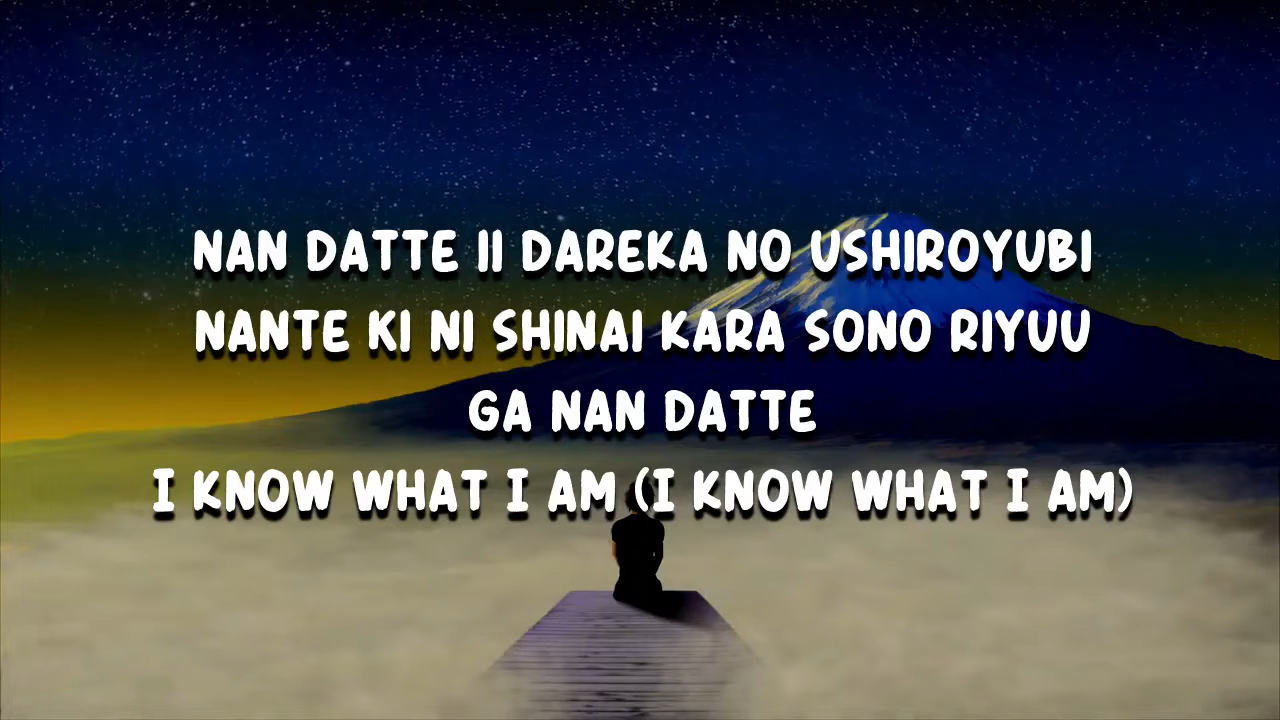 NAN DATTE II DAREKA NO USHIROYUBI
NANTE KI NI SHINAI KARA SONO RIYUU
GA NAN DATTE
I KNOW WHAT I AM (I KNOW WHAT I AM)